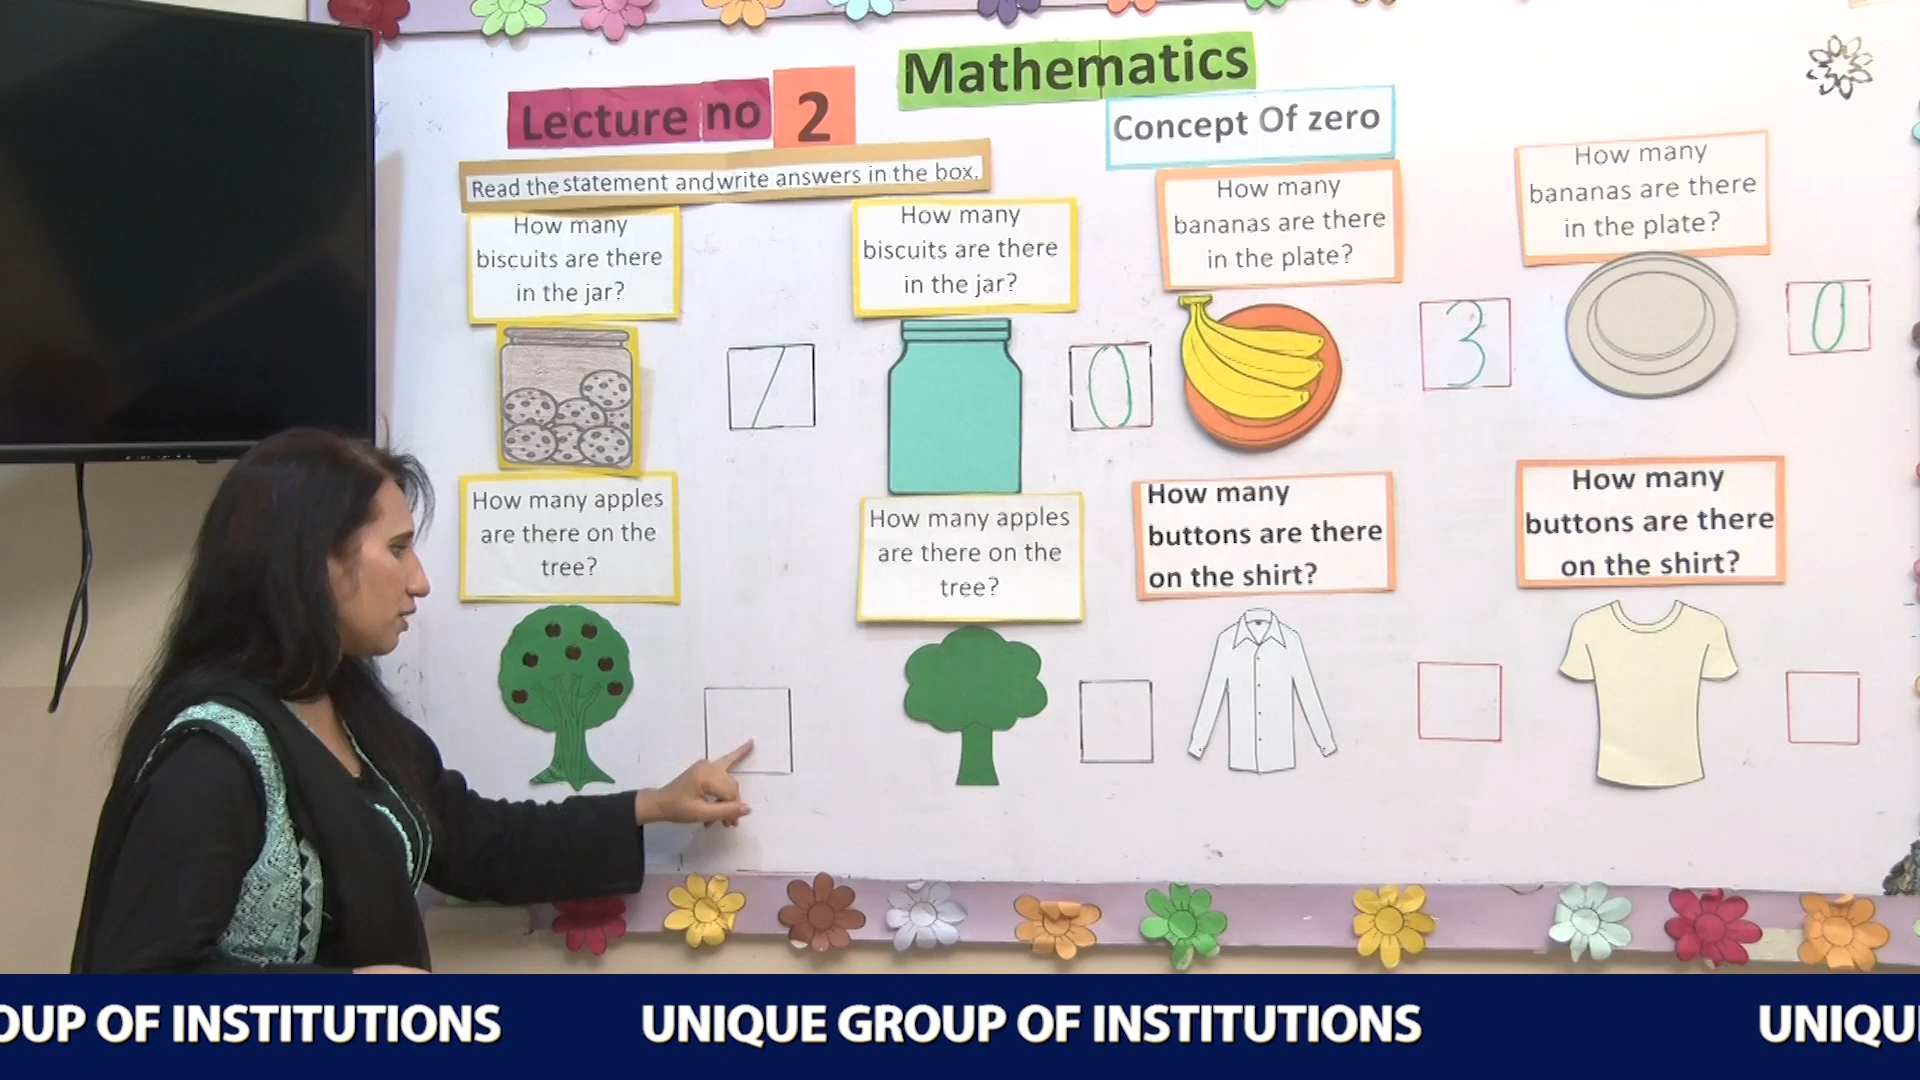 Mathematics
Lecture no 2
Concept Of zero
Read the statement and write answers in the box.
How many
biscuits are there
in the jar?
7
How many
biscuits are there
in the jar?
0
How many
bananas are there
in the plate?
3
How many
bananas are there
in the plate?
0
How many apples
are there on the
tree?
How many apples
are there on the
tree?
How many
buttons are there
on the shirt?
How many
buttons are there
on the shirt?
OUP OF INSTITUTIONS UNIQUE GROUP OF INSTITUTIONS UNIQU